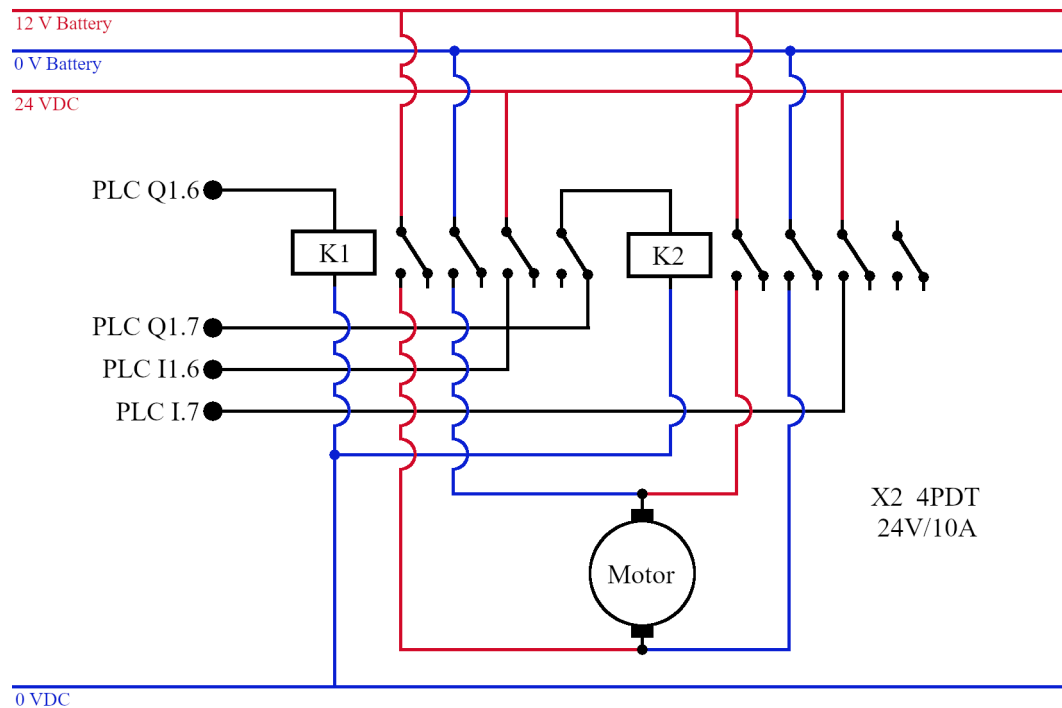 12 V Battery
0 V Battery
24 VDC
PLC Q1.6
K1
K2
PLC Q1.7
PLC I1.6
PLC I.7
X2 4PDT
24V/10A
Motor
0 VDC